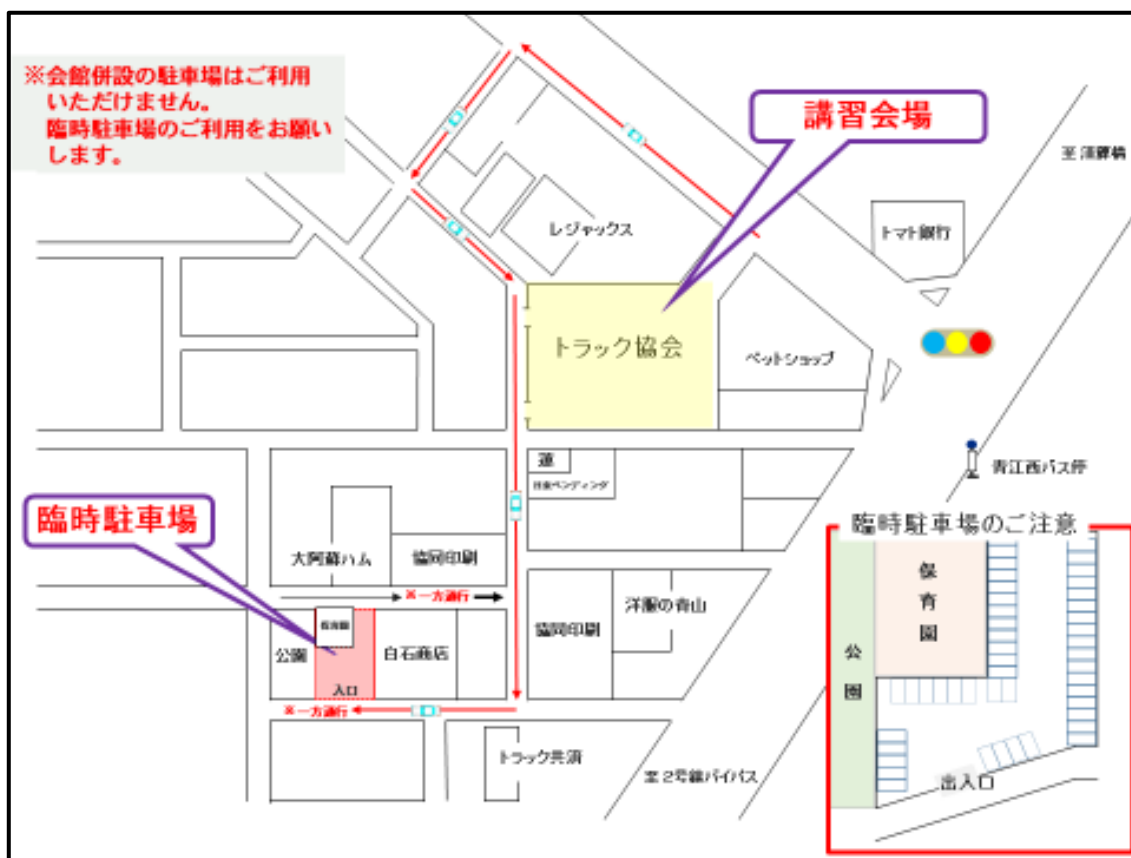 ※会館併設の駐車場はご利用
いただけません。
臨時駐車場のご利用をお願い
します。
講習会場
至 清輝橋
レジャックス
トマト銀行
トラック協会
ペットショップ
蓮
ベンディング
青江西バス停
臨時駐車場
大阿蘇ハム
協同印刷
※一方通行
保育園
公園
白石商店
入口
協同印刷
洋服の青山
※一方通行
トラック共済
至 2号線バイパス
臨時駐車場のご注意
保育園
公園
出入口